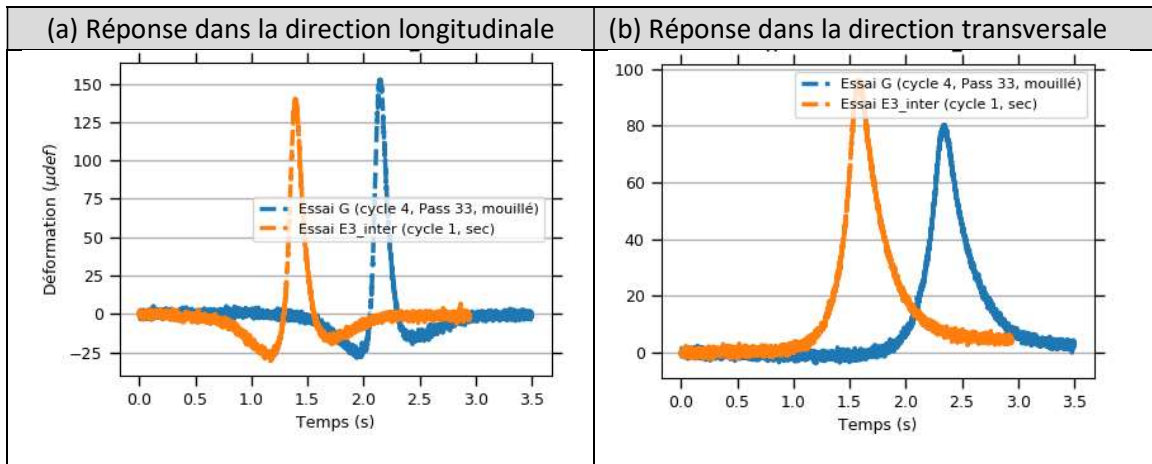 (a) Réponse dans la direction longitudinale
(b) Réponse dans la direction transversale
150
125
100
75
50
25
0
−25
Déformation (μdef)
Essai G (cycle 4, Pass 33, mouillé)
Essai E3_inter (cycle 1, sec)
0.0 0.5 1.0 1.5 2.0 2.5 3.0 3.5
Temps (s)
100
80
60
40
20
0
Essai G (cycle 4, Pass 33, mouillé)
Essai E3_inter (cycle 1, sec)
0.0 0.5 1.0 1.5 2.0 2.5 3.0 3.5
Temps (s)